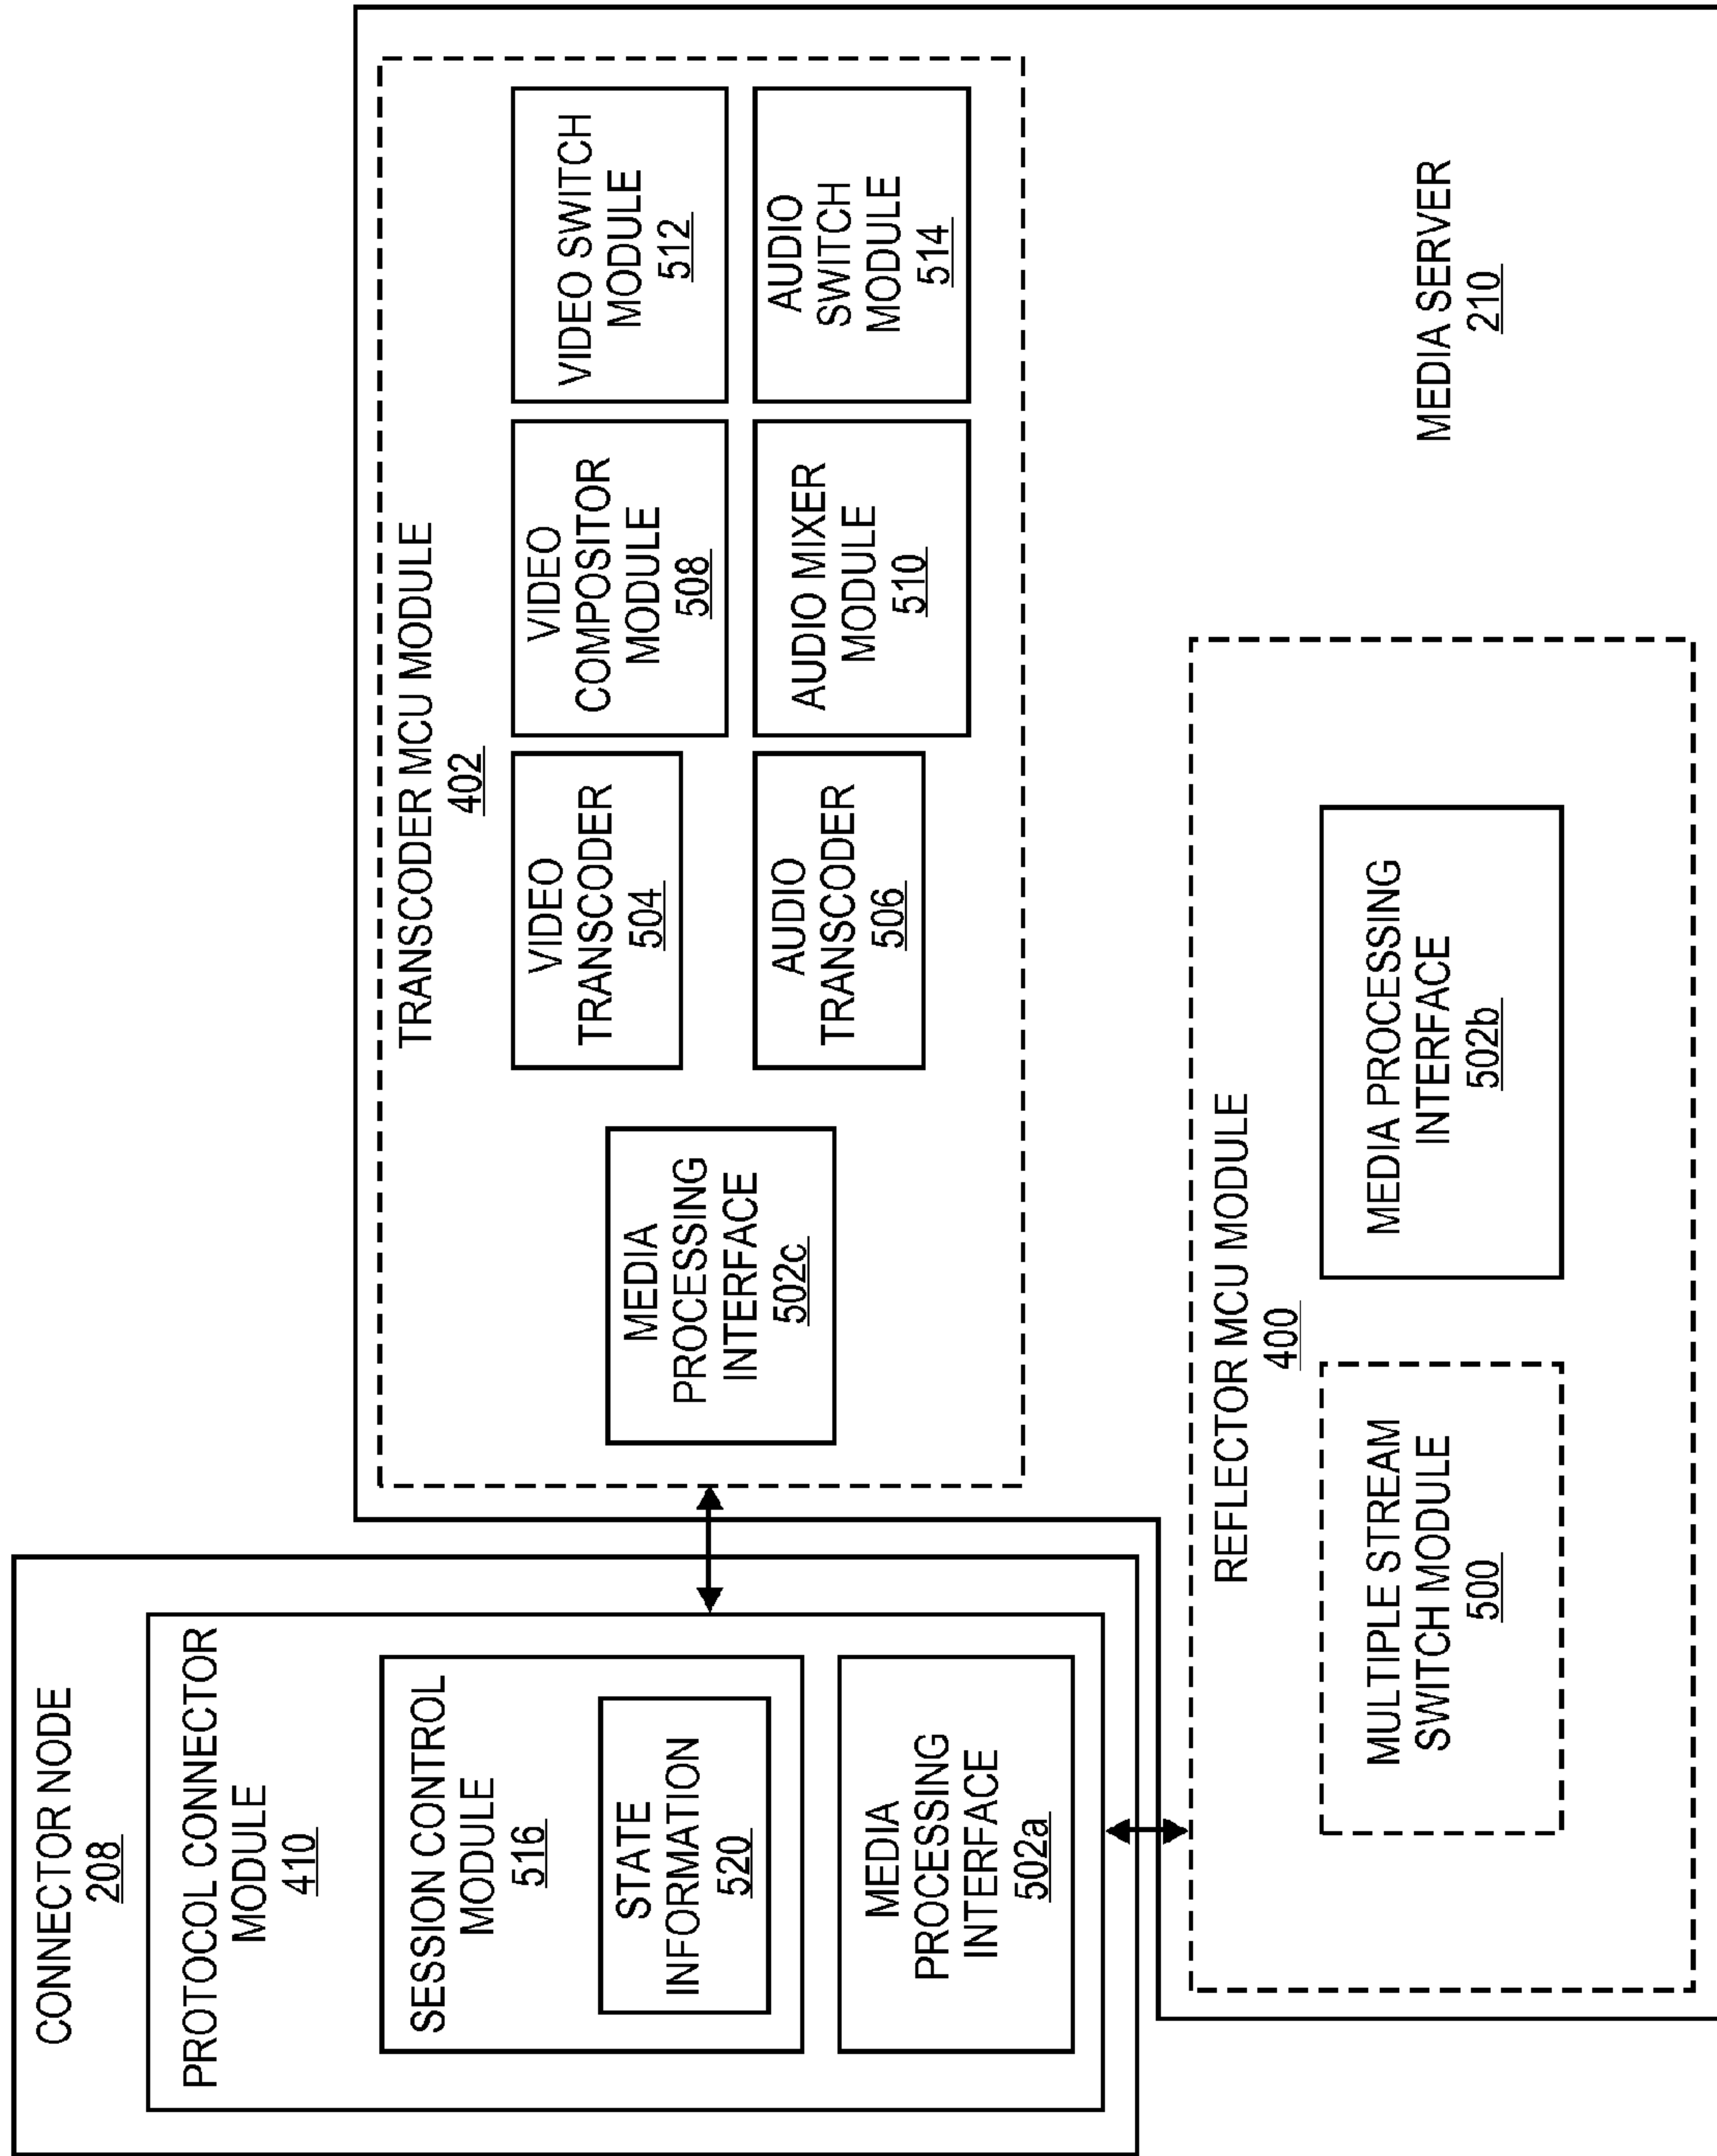 CONNECTOR NODE
208
PROTOCOL CONNECTOR
MODULE
410
SESSION CONTROL
MODULE
516
STATE
INFORMATION
520
MEDIA
PROCESSING
INTERFACE
502a
TRANSCODER MCU MODULE
402
MEDIA
PROCESSING
INTERFACE
502c
VIDEO
TRANSCODER
504
VIDEO
COMPOSITOR
MODULE
508
VIDEO SWITCH
MODULE
512
AUDIO
TRANSCODER
506
AUDIO MIXER
MODULE
510
AUDIO
SWITCH
MODULE
514
REFLECTOR MCU MODULE
400
MULTIPLE STREAM
SWITCH MODULE
500
MEDIA PROCESSING
INTERFACE
502b
MEDIA SERVER
210